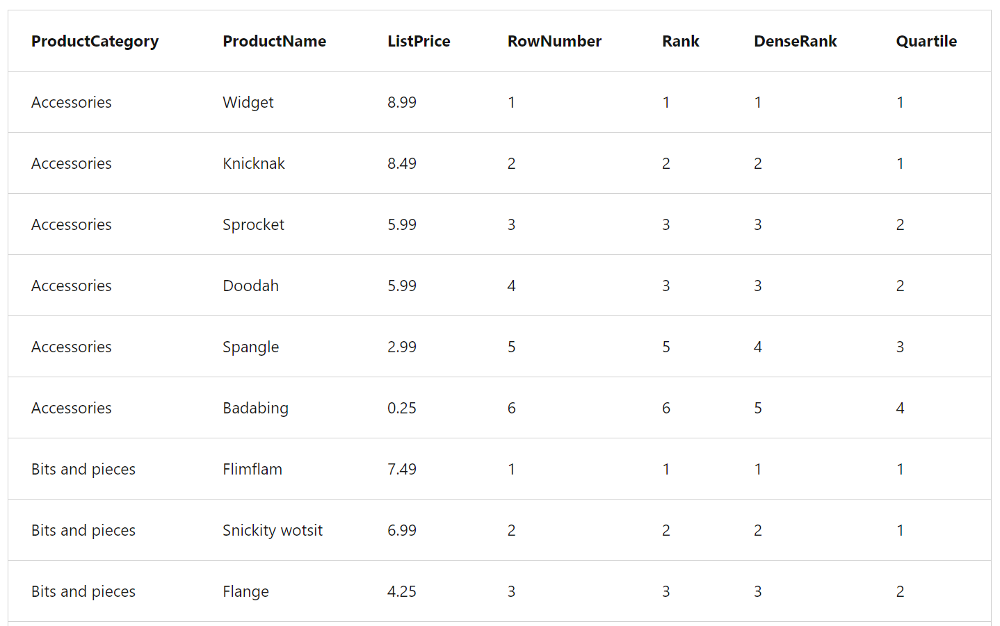 ProductCategory ProductName ListPrice RowNumber Rank DenseRank Quartile
Accessories Widget 8.99 1 1 1 1
Accessories Knicknak 8.49 2 2 2 1
Accessories Sprocket 5.99 3 3 3 2
Accessories Doodah 5.99 4 3 3 2
Accessories Spangle 2.99 5 5 4 3
Accessories Badabing 0.25 6 6 5 4
Bits and pieces Flimflam 7.49 1 1 1 1
Bits and pieces Snickity wotsit 6.99 2 2 2 1
Bits and pieces Flange 4.25 3 3 3 2